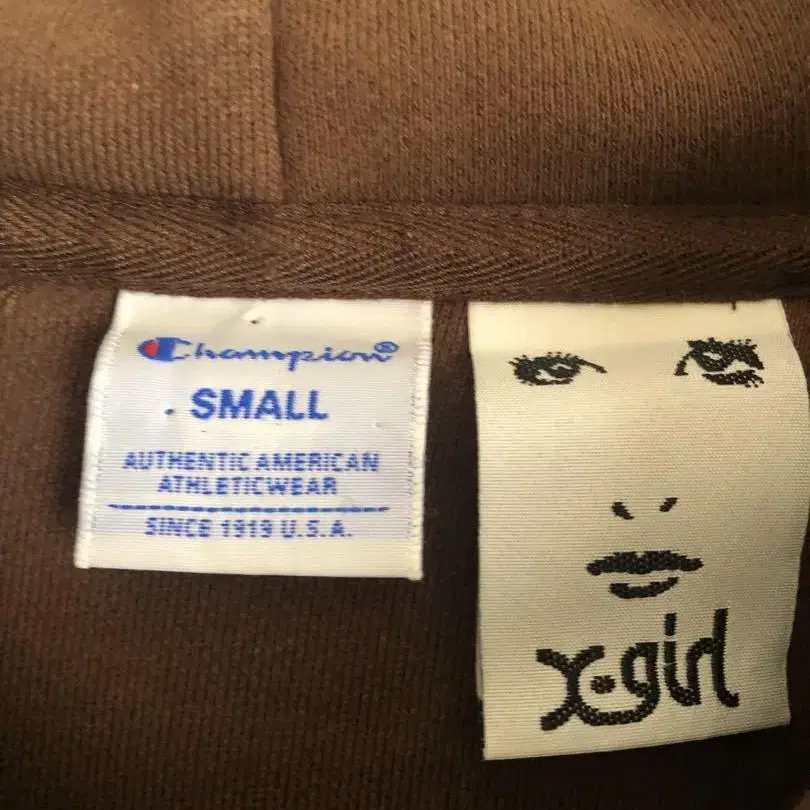 Champion®
SMALL
AUTHENTIC AMERICAN
ATHLETICWEAR
SINCE 1919 U.S.A.
X-girl